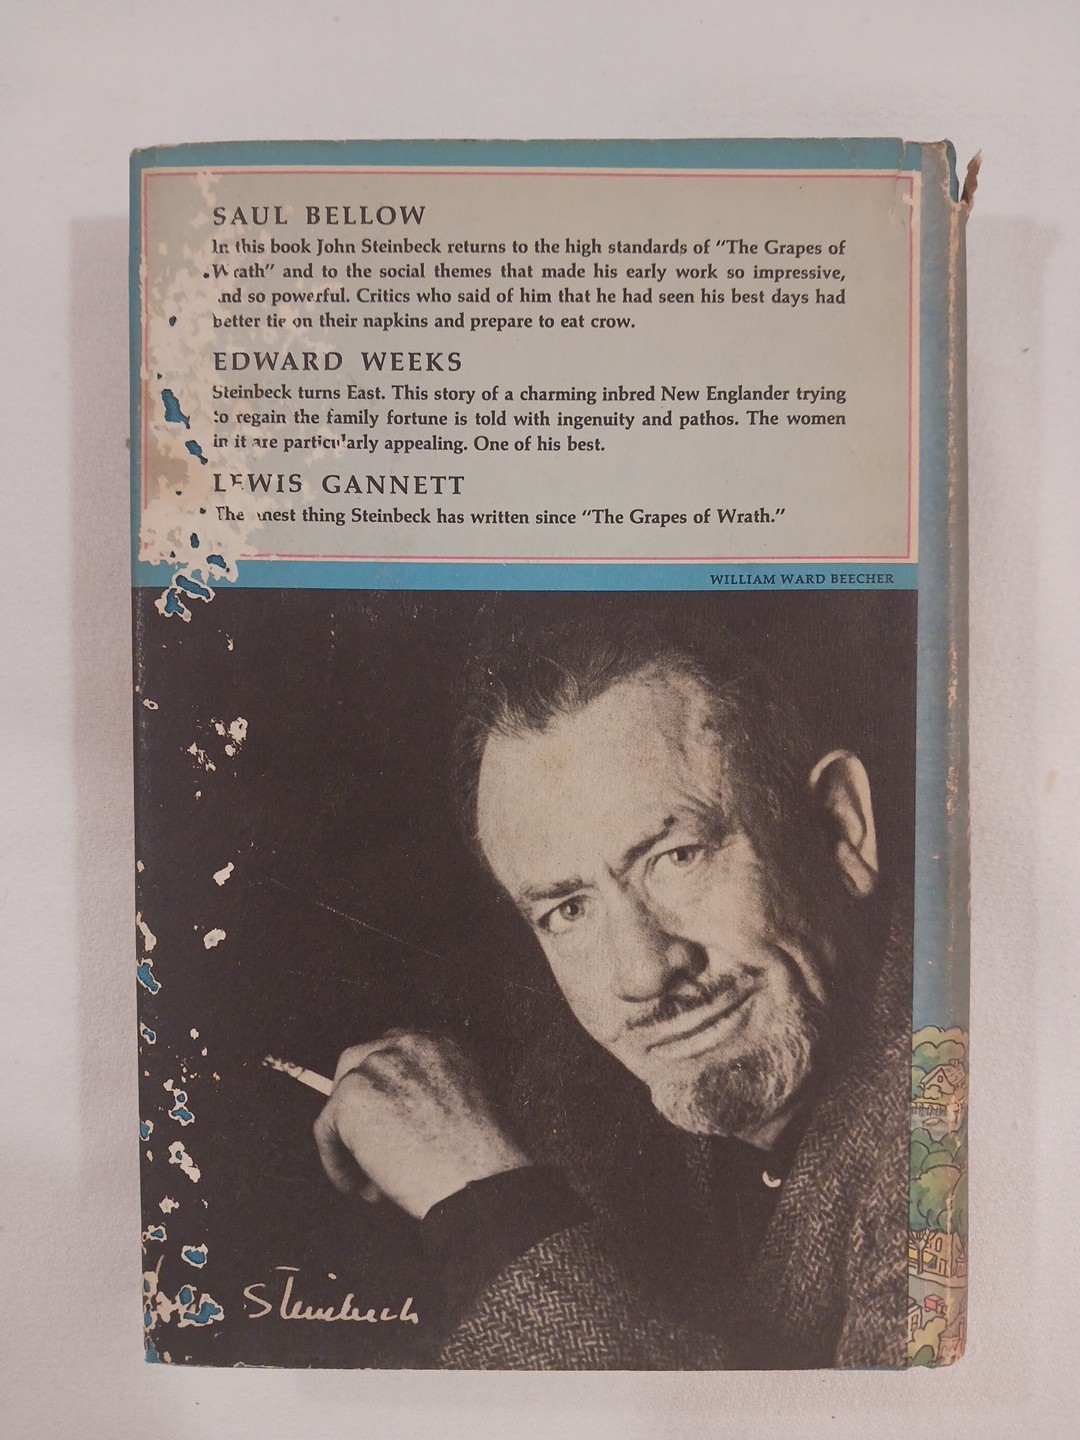 SAUL BELLOW
In this book John Steinbeck returns to the high standards of "The Grapes of
Wrath" and to the social themes that made his early work so impressive,
and so powerful. Critics who said of him that he had seen his best days had
better tie on their napkins and prepare to eat crow.
EDWARD WEEKS
Steinbeck turns East. This story of a charming inbred New Englander trying
to regain the family fortune is told with ingenuity and pathos. The women
in it are particularly appealing. One of his best.
LEWIS GANNETT
The finest thing Steinbeck has written since "The Grapes of Wrath."
WILLIAM WARD BEECHER
Steinbeck